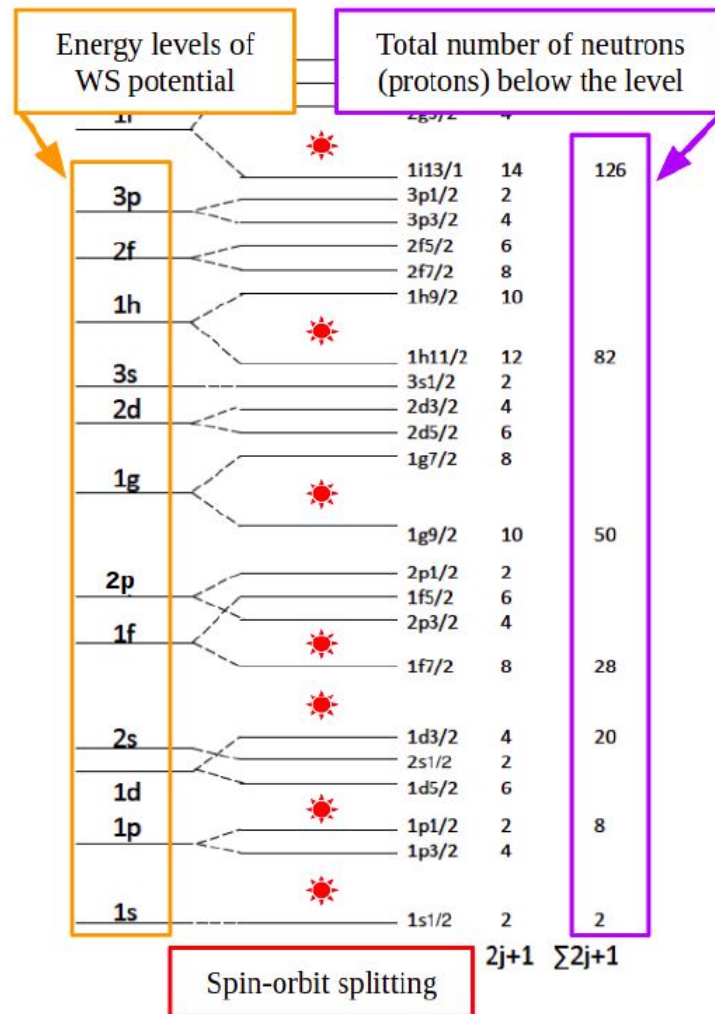 Energy levels of
WS potential
Total number of neutrons
(protons) below the level
1i13/1 14 126
3p 3p1/2 2
3p3/2 4
2f 2f5/2 6
2f7/2 8
1h 1h9/2 10
1h11/2 12 82
3s 3s1/2 2
2d 2d3/2 4
2d5/2 6
1g 1g7/2 8
1g9/2 10 50
2p 2p1/2 2
1f5/2 6
2p3/2 4
1f
1f7/2 8 28
2s 1d3/2 4 20
2s1/2 2
1d 1d5/2 6
1p 1p1/2 2 8
1p3/2 4
1s 1s1/2 2 2
2j+1 ∑2j+1
Spin-orbit splitting